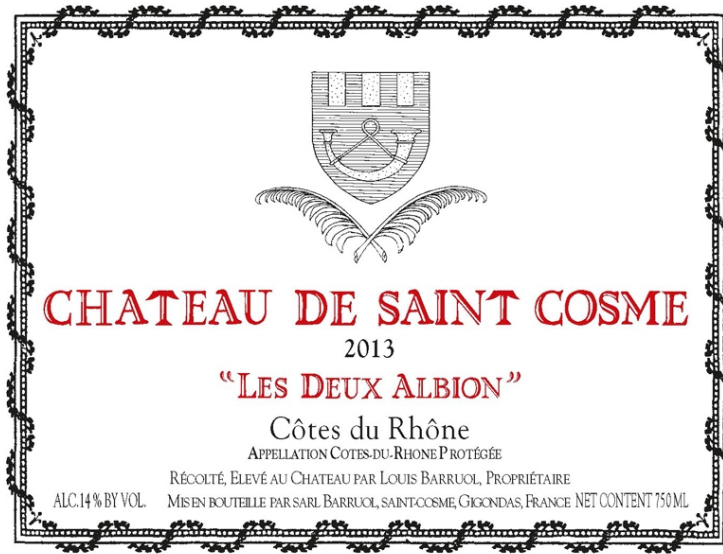 CHATEAU DE SAINT COSME
2013
"LES DEUX ALBION"
Côtes du Rhône
APPELLATION COTES-DU-RHONE PROTÉGÉE
RÉCOLTÉ, ELEVÉ AU CHATEAU PAR LOUIS BARRUOL, PROPRIÉTAIRE
ALC.14 % BY VOL. MIS EN BOUTEILLE PAR SARL BARRUOL, SAINT-COSME, GIGONDAS, FRANCE NET CONTENT 750 ML